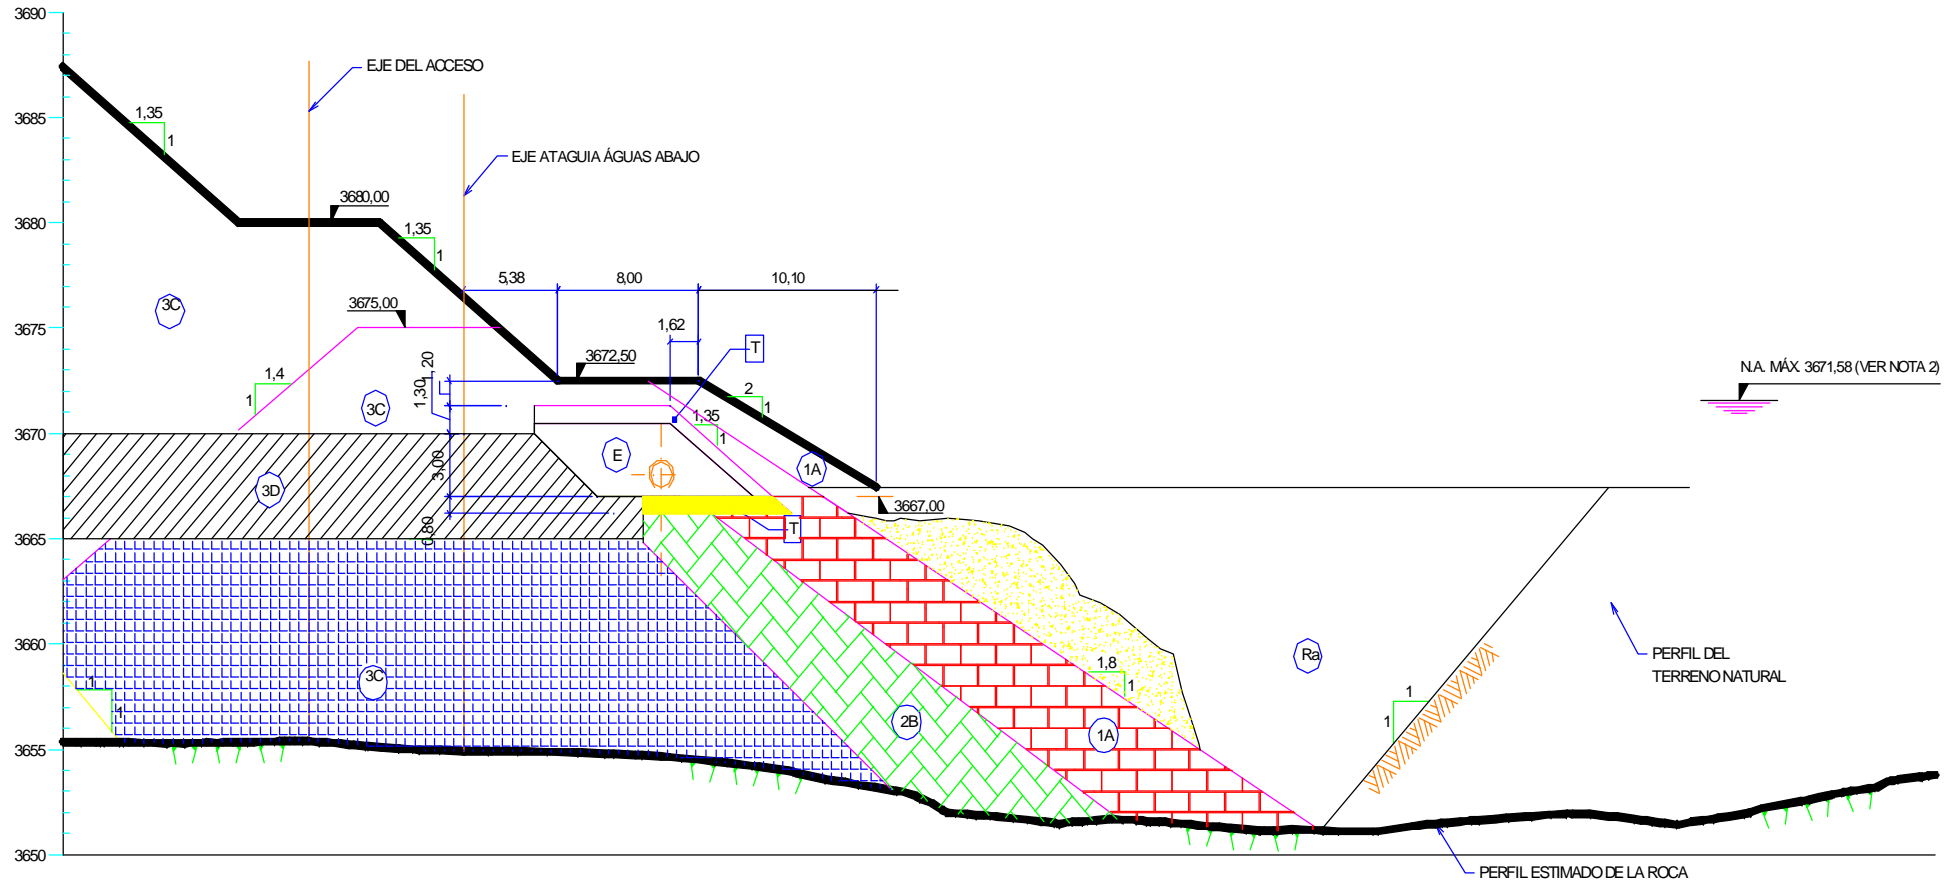 3690
EJE DEL ACCESO
3685
1,35
1
EJE ATAGUIA ÁGUAS ABAJO
3680,00
3680
1,35
1
5,38
8,00
10,10
3C
3675,00
3675
1,62
T
3672,50
1,20
1,30
N.A. MÁX. 3671,58 (VER NOTA 2)
1,4
1
2
1
3C
1,35
1
3670
E
1A
3,00
3D
3667,00
0,80
T
3665
3660
Ra
PERFIL DEL
TERRENO NATURAL
1,8
1
3C
1
1
1
1
2B
1A
3655
3650
PERFIL ESTIMADO DE LA ROCA